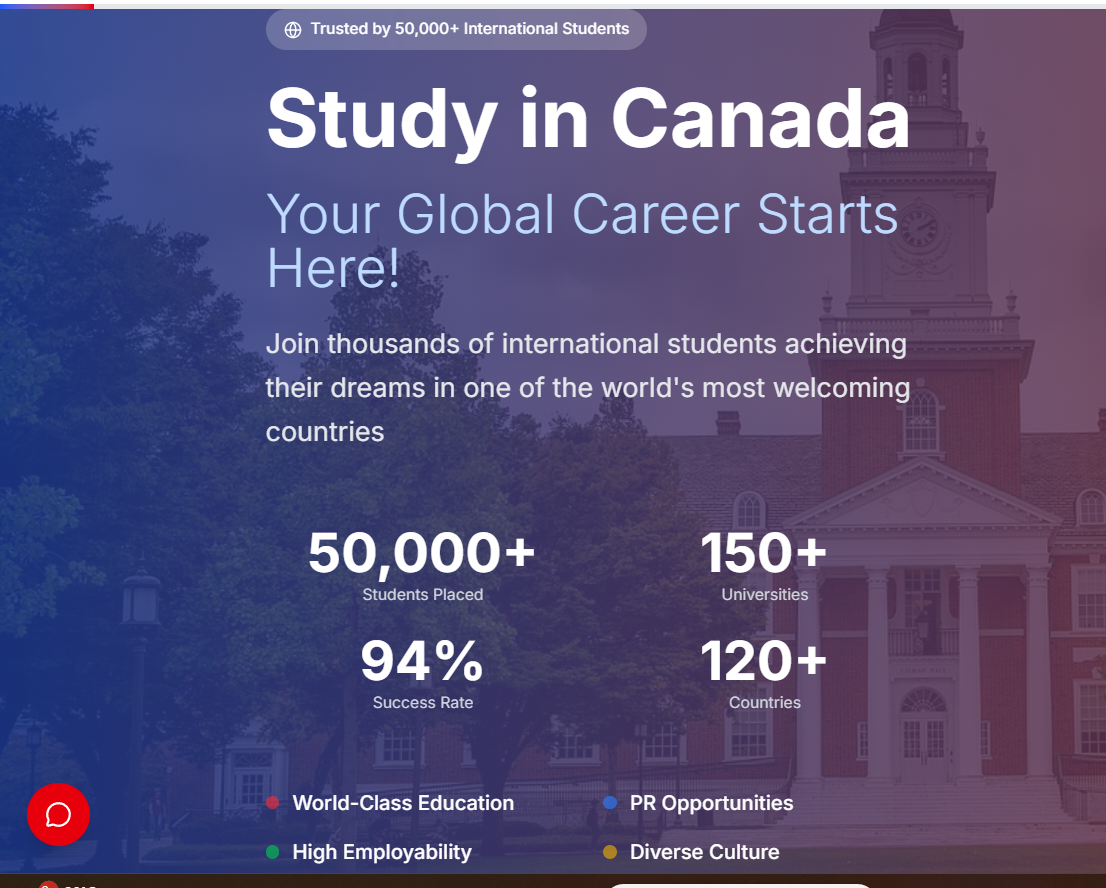 Trusted by 50,000+ International Students
Study in Canada
Your Global Career Starts
Here!
Join thousands of international students achieving
their dreams in one of the world's most welcoming
countries
50,000+
Students Placed
150+
Universities
94%
Success Rate
120+
Countries
World-Class Education
PR Opportunities
High Employability
Diverse Culture